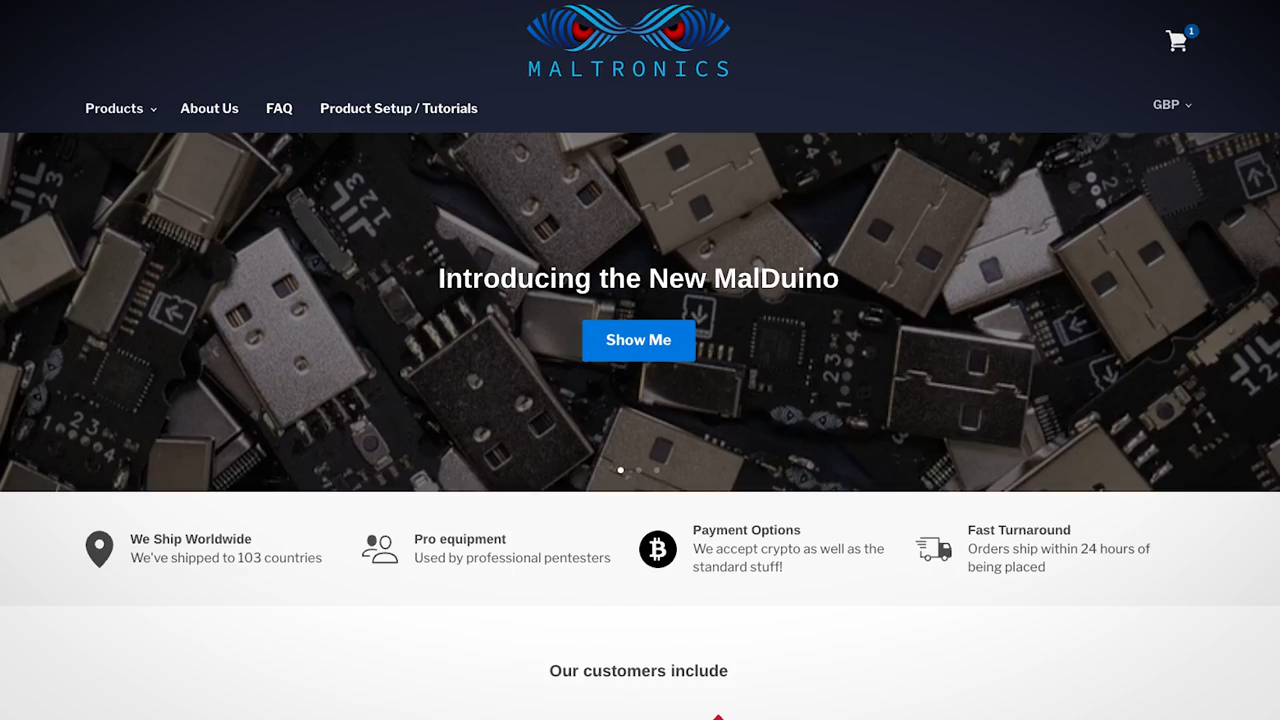 MALTRONICS
1
Products
About Us
FAQ
Product Setup / Tutorials
GBP
Introducing the New MalDuino
Show Me
We Ship Worldwide
We've shipped to 103 countries
Pro equipment
Used by professional pentesters
Payment Options
We accept crypto as well as the
standard stuff!
Fast Turnaround
Orders ship within 24 hours of
being placed
Our customers include